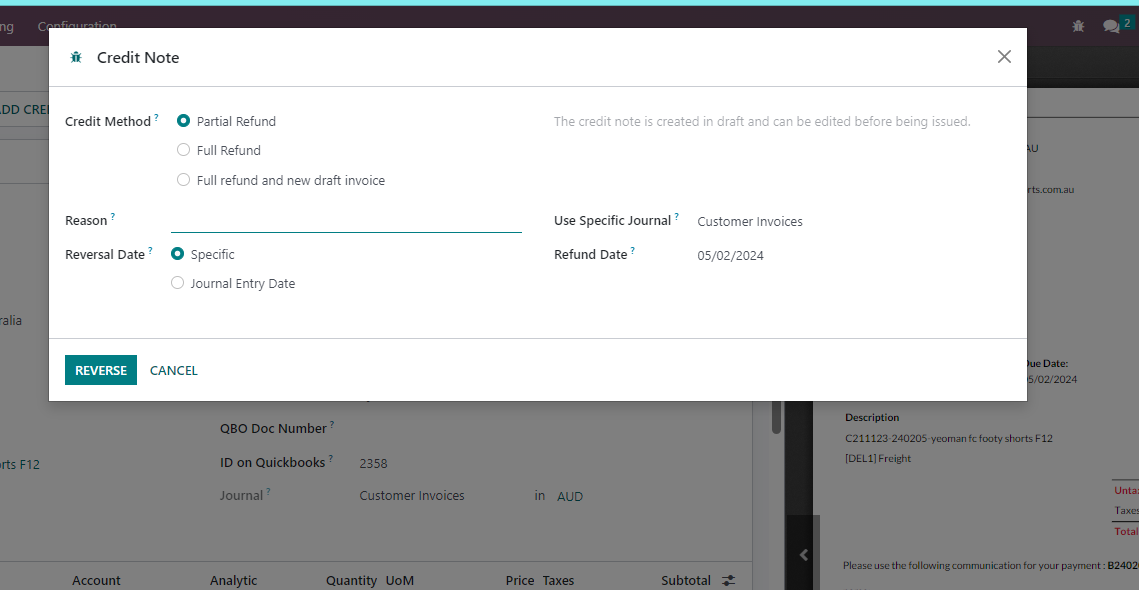 ng Configuration 2
Credit Note
ADD CRE
Credit Method ? Partial Refund The credit note is created in draft and can be edited before being issued.
Full Refund
AU
Full refund and new draft invoice
rts.com.au
Reason ? Use Specific Journal ? Customer Invoices
Reversal Date ? Specific Refund Date ? 05/02/2024
Journal Entry Date
ralia
REVERSE CANCEL
Due Date:
05/02/2024
Description
QBO Doc Number ?
C211123-240205-yeoman fc footy shorts F12
[DEL1] Freight
rts F12 ID on Quickbooks ? 2358
Journal ? Customer Invoices in AUD
Unta
Taxes
Total
Please use the following communication for your payment : B2402
Account Analytic Quantity UoM Price Taxes Subtotal